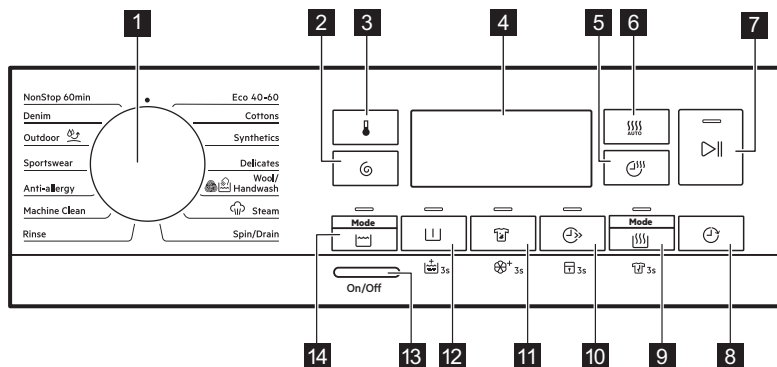 1
2
3
4
5
6
7
NonStop 60min
Denim
Outdoor
Sportswear
Anti-allergy
Machine Clean
Rinse
Eco 40-60
Cottons
Synthetics
Delicates
Wool/
Handwash
Steam
Spin/Drain
AUTO
Mode
Mode
3s
3s
3s
3s
On/Off
14
13
12
11
10
9
8